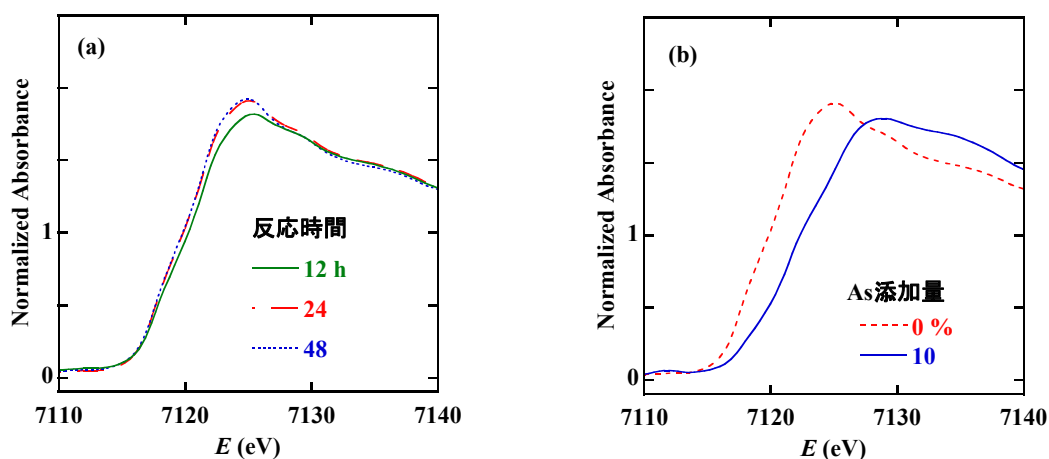 (a)
Normalized Absorbance
1
0
反応時間
12 h
24
48
7110 7120 7130 7140
E (eV)
(b)
Normalized Absorbance
1
0
As添加量
0 %
10
7110 7120 7130 7140
E (eV)